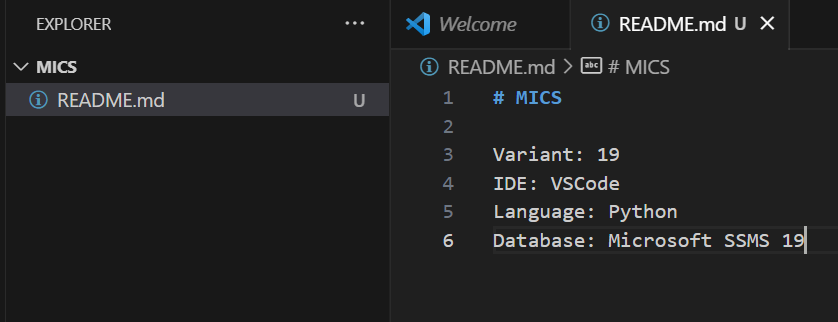 EXPLORER ...
MICS
README.md U
Welcome
README.md U
README.md > # MICS
1 # MICS
2
3 Variant: 19
4 IDE: VSCode
5 Language: Python
6 Database: Microsoft SSMS 19